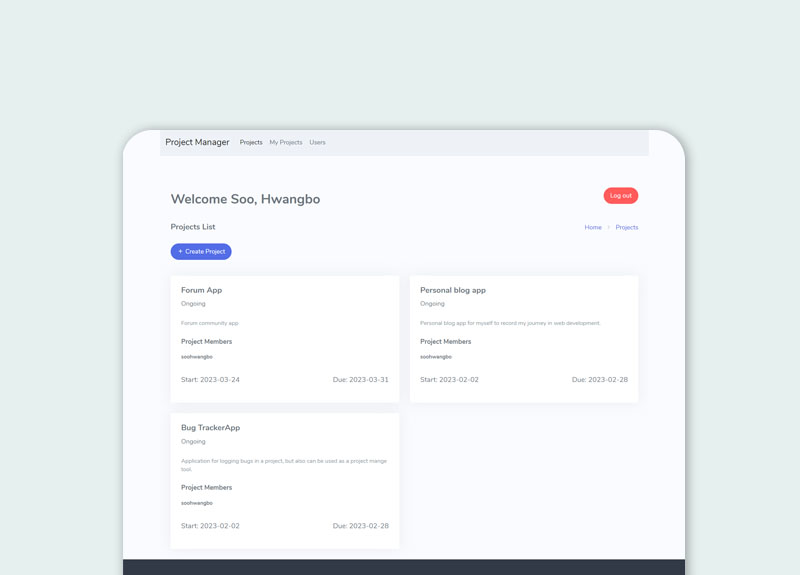 Project Manager Projects My Projects Users
Welcome Soo, Hwangbo
Log out
Projects List
Home > Projects
+ Create Project
Forum App
Ongoing
Forum community app.
Project Members
soohwangbo
Start: 2023-03-24 Due: 2023-03-31
Personal blog app
Ongoing
Personal blog app for myself to record my journey in web development.
Project Members
soohwangbo
Start: 2023-02-02 Due: 2023-02-28
Bug TrackerApp
Ongoing
Application for logging bugs in a project, but also can be used as a project mange
tool.
Project Members
soohwangbo
Start: 2023-02-02 Due: 2023-02-28